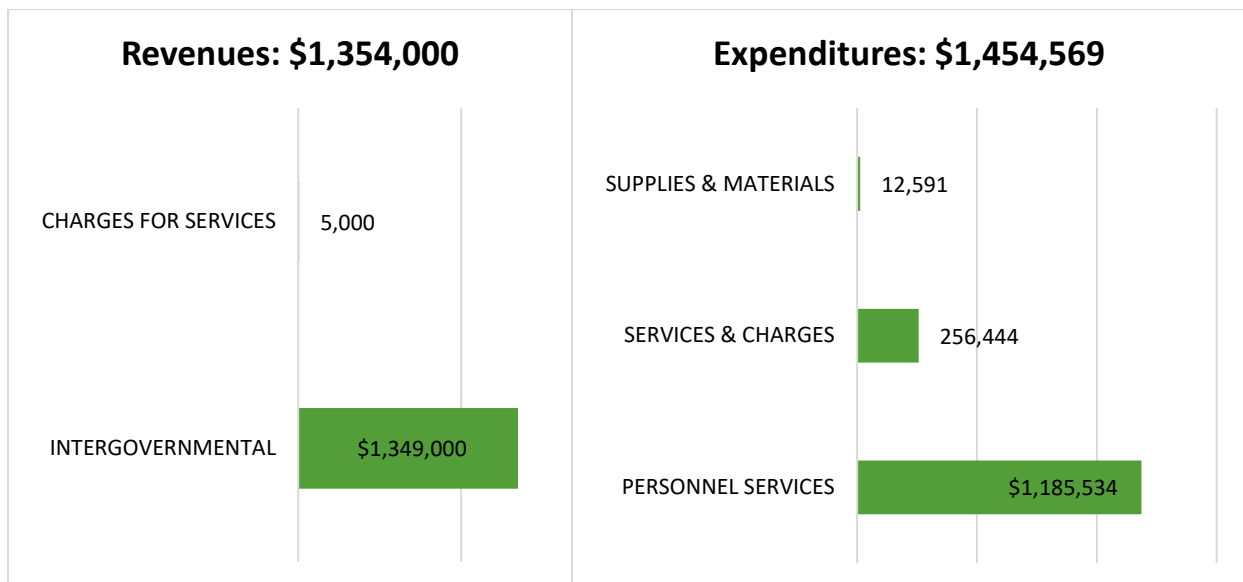 Revenues: $1,354,000
CHARGES FOR SERVICES
5,000
INTERGOVERNMENTAL
$1,349,000
Expenditures: $1,454,569
SUPPLIES & MATERIALS
12,591
SERVICES & CHARGES
256,444
PERSONNEL SERVICES
$1,185,534